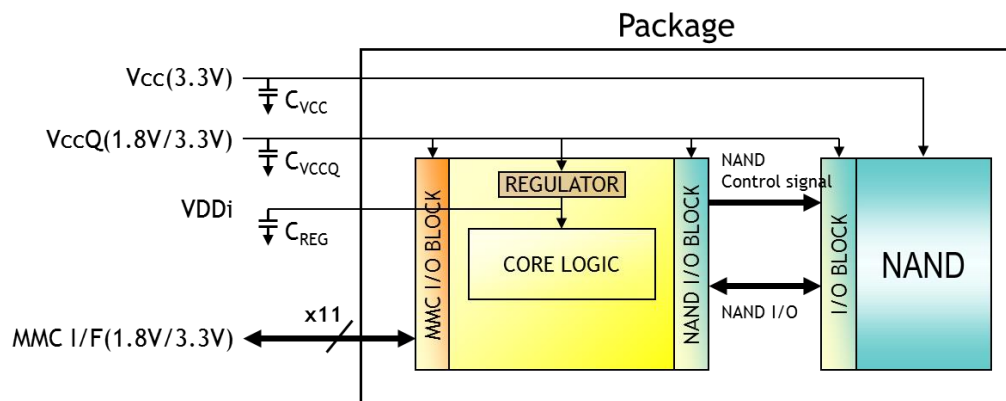 Package
Vcc(3.3V)
CVCC
VccQ(1.8V/3.3V)
CVCCQ
NAND
Control signal
REGULATOR
VDDi
CREG
CORE LOGIC
MMC I/O BLOCK
NAND I/O BLOCK
I/O BLOCK
NAND
NAND I/O
x11
MMC I/F(1.8V/3.3V)